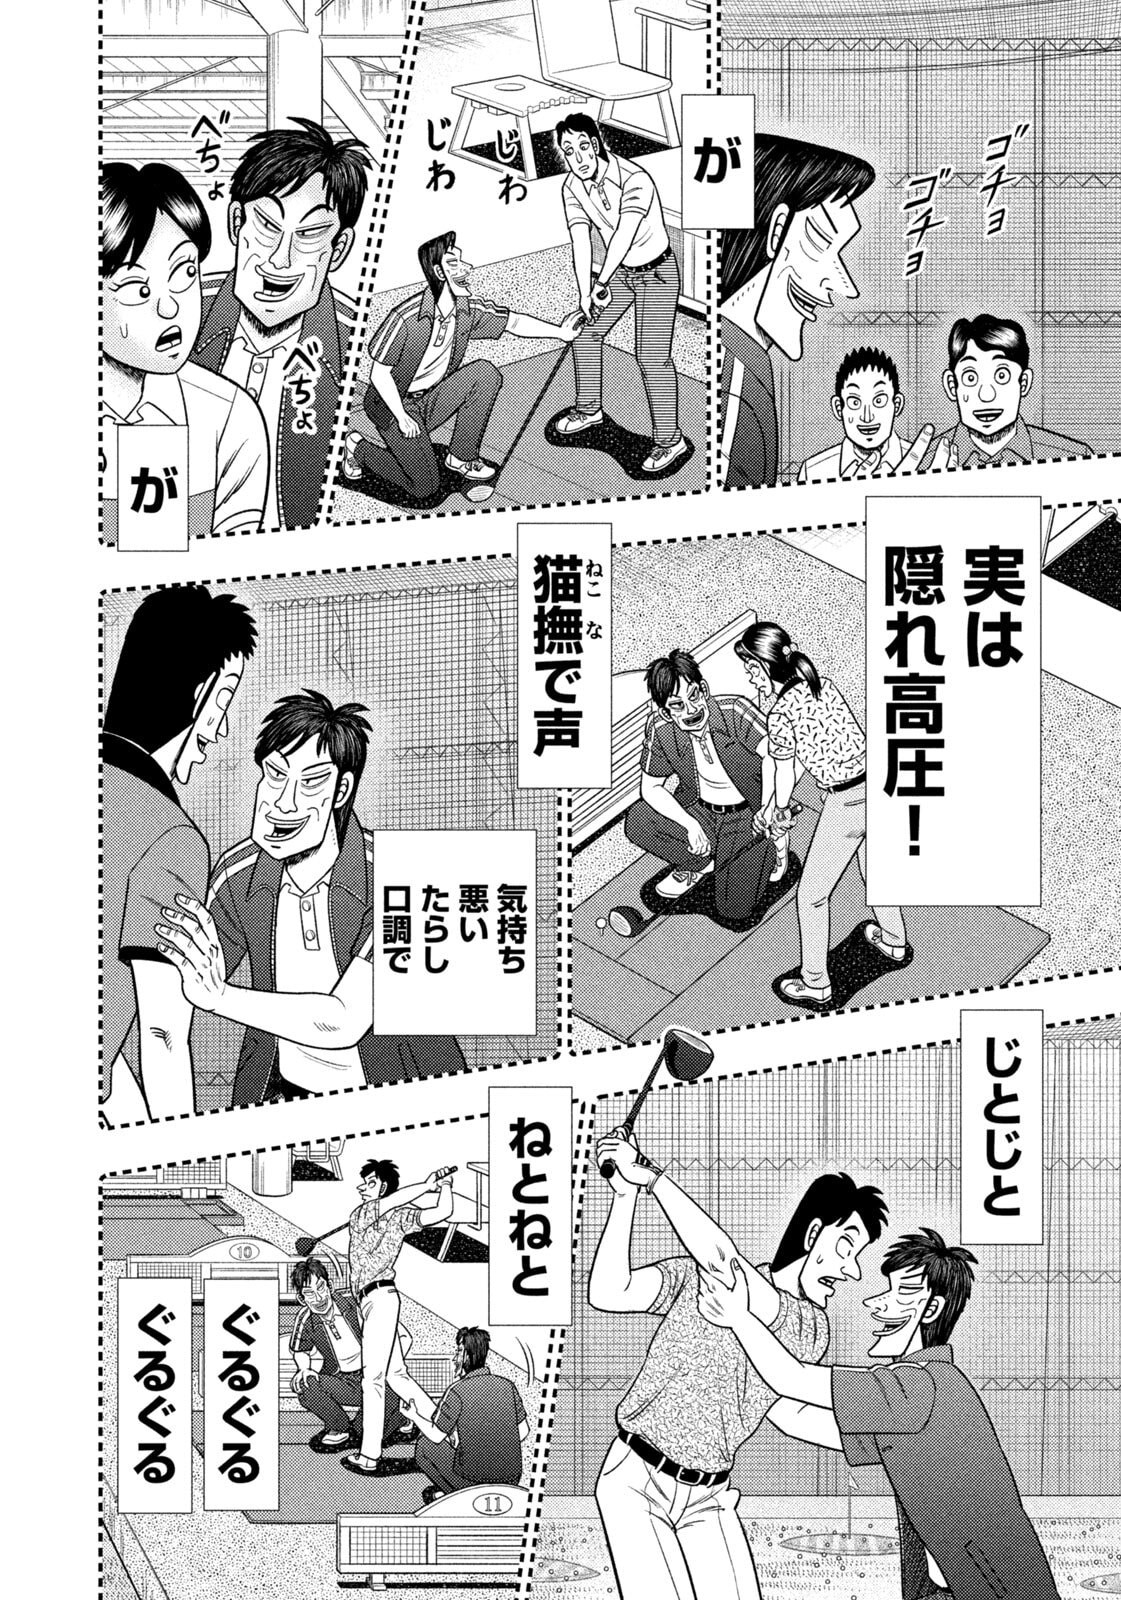 が
ゴチョ
ゴチョ
じわ
じわ
べちょ
べちょ
が
実は
隠れ高圧！
猫撫で声
ねこ
な
気持ち
悪い
たらし
口調で
じとじと
ねとねと
ぐるぐる
ぐるぐる
10
11